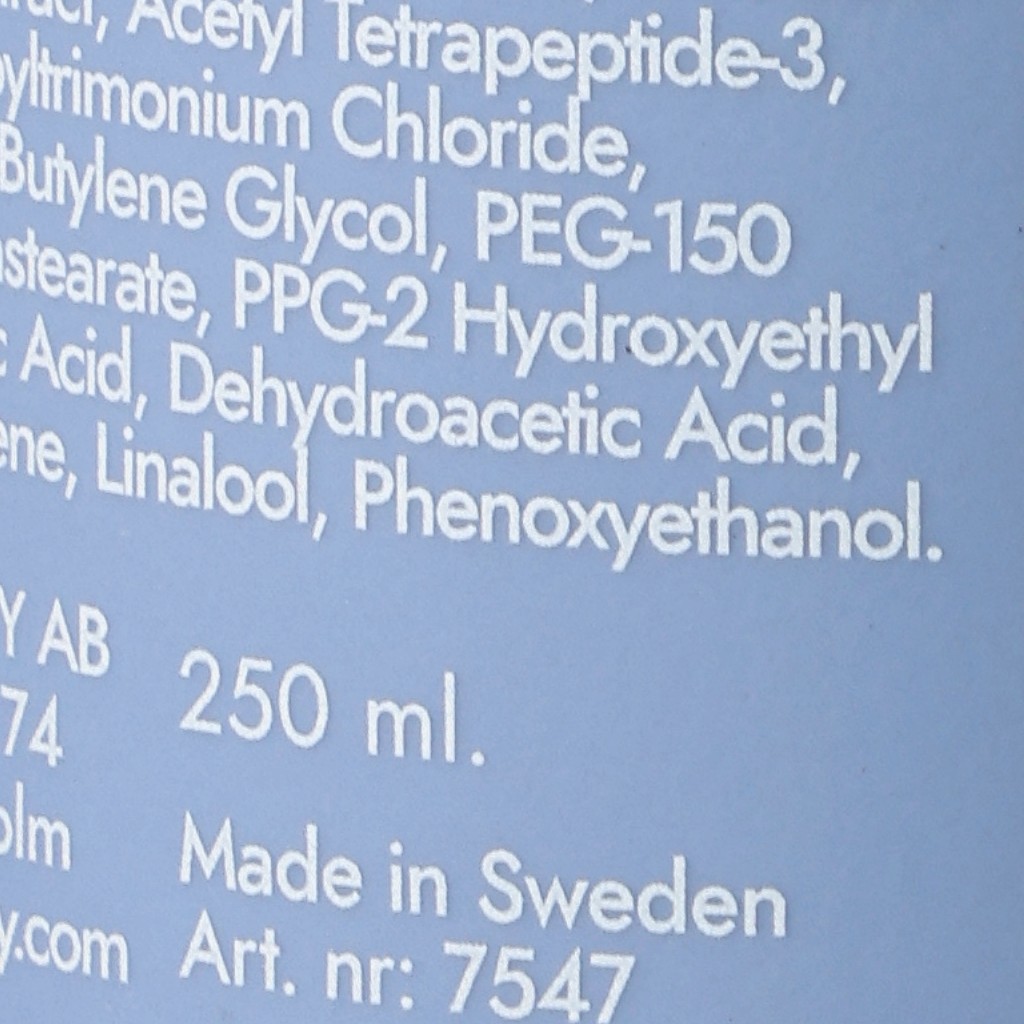 Acetyl Tetrapeptide-3,
Chloride,
Butylene Glycol, PEG-150
PPG-2 Hydroxyethyl
Acid, Dehydroacetic Acid,
Linalool, Phenoxyethanol.
AB
250 ml.
74
Made in Sweden
Art. nr: 7547